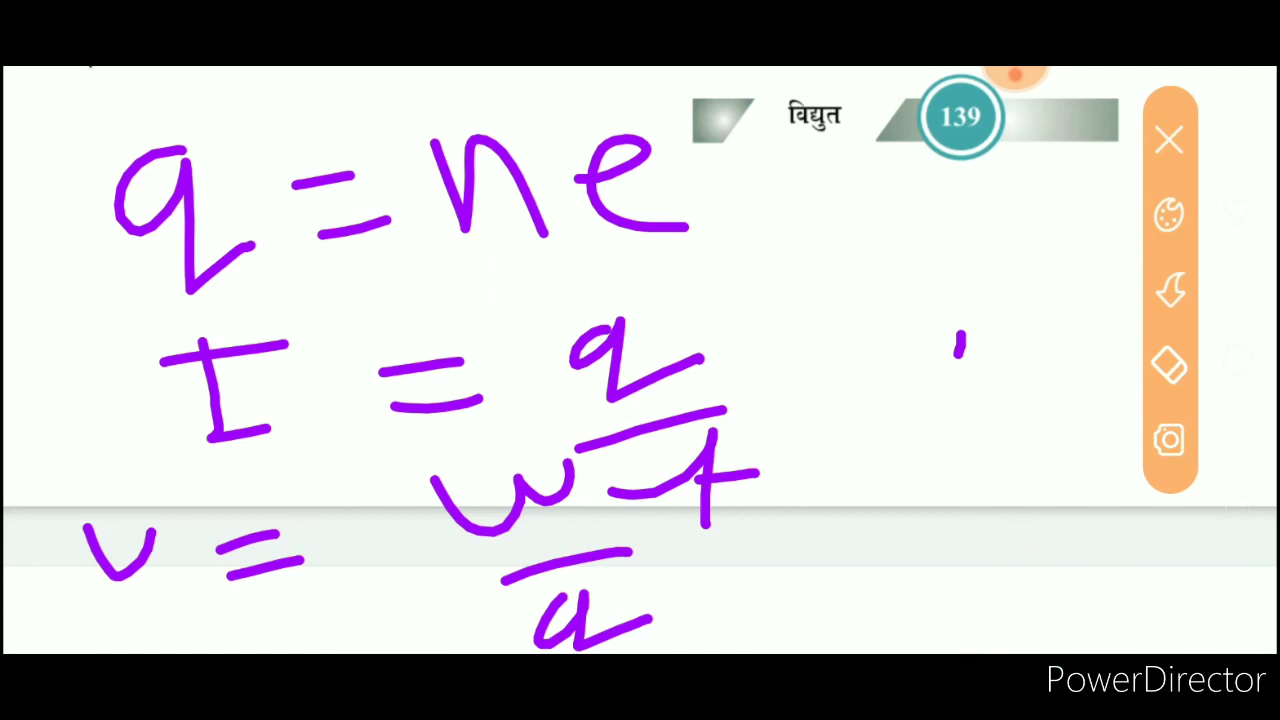 विद्युत 139
q = ne
I = q/t
v = w/q
PowerDirector